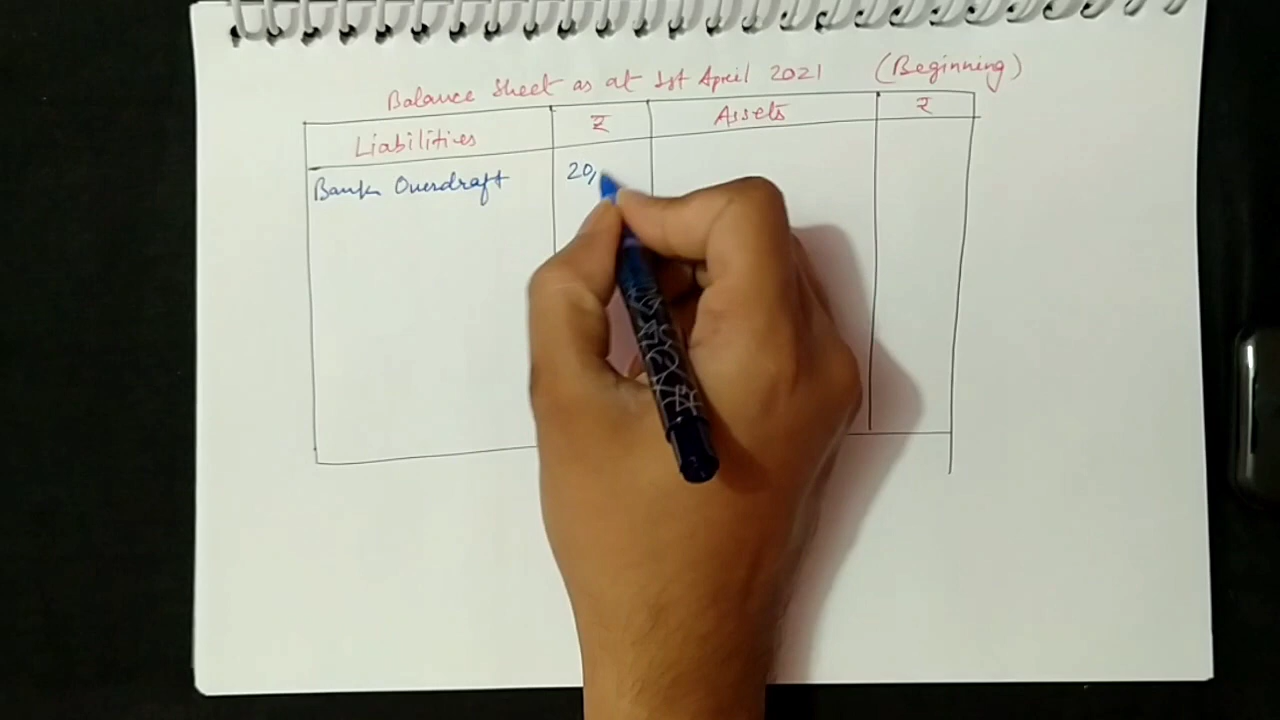 Balance Sheet as at 1st April 2021 (Beginning)
Liabilities ₹ Assets ₹
Bank Overdraft 20,